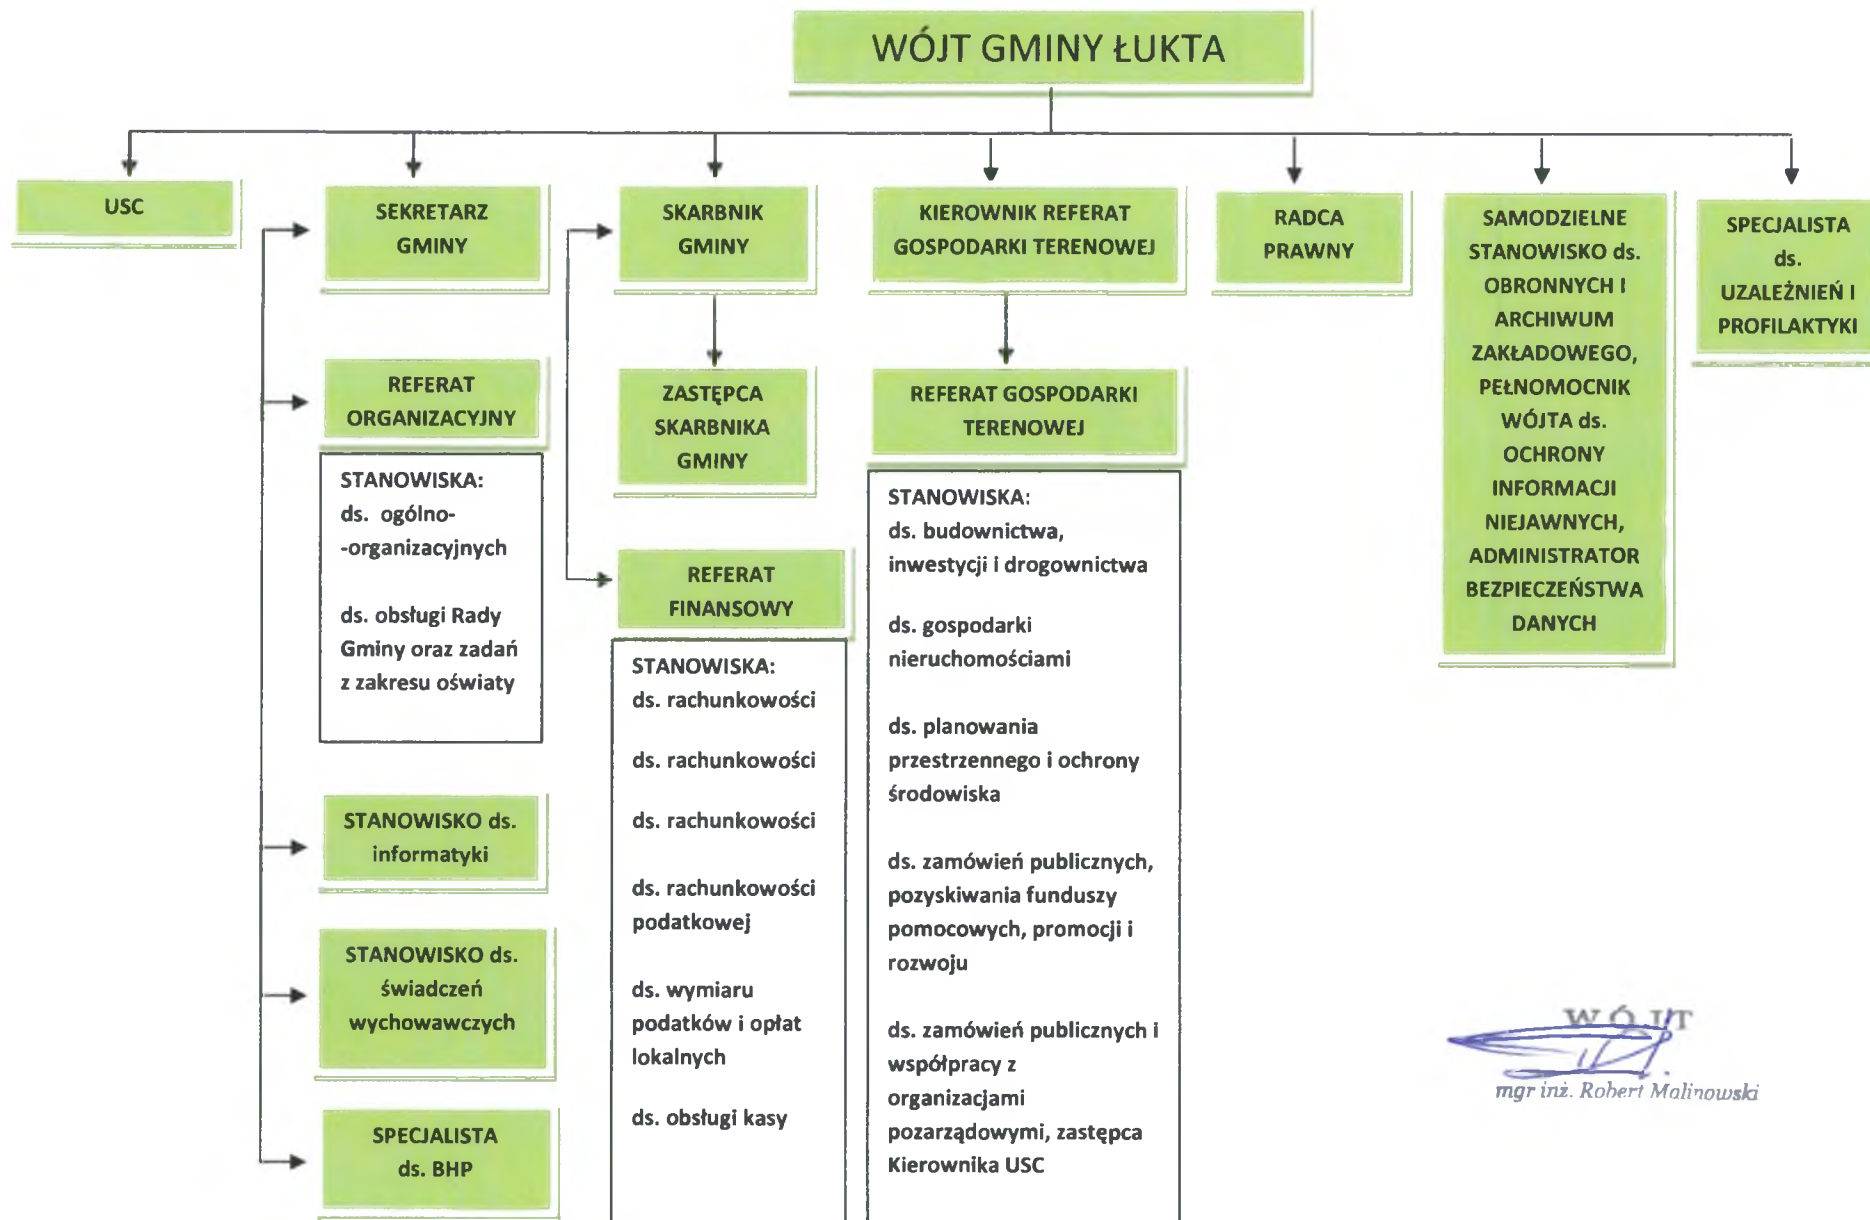 WÓJT GMINY ŁUKTA
USC
SEKRETARZ
GMINY
SKARBNIK
GMINY
KIEROWNIK REFERAT
GOSPODARKI TERENOWEJ
RADCA
PRAWNY
SAMODZIELNE
STANOWISKO ds.
OBRONNYCH I
ARCHIWUM
ZAKŁADOWEGO,
PEŁNOMOCNIK
WÓJTA ds.
OCHRONY
INFORMACJI
NIEJAWNYCH,
ADMINISTRATOR
BEZPIECZEŃSTWA
DANYCH
SPECJALISTA
ds.
UZALEŻNIEŃ I
PROFILAKTYKI
REFERAT
ORGANIZACYJNY
STANOWISKA:
ds. ogólno-
-organizacyjnych
ds. obsługi Rady
Gminy oraz zadań
z zakresu oświaty
STANOWISKO ds.
informatyki
STANOWISKO ds.
świadczeń
wychowawczych
SPECJALISTA
ds. BHP
ZASTĘPCA
SKARBNIKA
GMINY
REFERAT
FINANSOWY
STANOWISKA:
ds. rachunkowości
ds. rachunkowości
ds. rachunkowości
ds. rachunkowości
podatkowej
ds. wymiaru
podatków i opłat
lokalnych
ds. obsługi kasy
REFERAT GOSPODARKI
TERENOWEJ
STANOWISKA:
ds. budownictwa,
inwestycji i drogownictwa
ds. gospodarki
nieruchomościami
ds. planowania
przestrzennego i ochrony
środowiska
ds. zamówień publicznych,
pozyskiwania funduszy
pomocowych, promocji i
rozwoju
ds. zamówień publicznych i
współpracy z
organizacjami
pozarządowymi, zastępca
Kierownika USC
WÓJT
mgr inż. Robert Malinowski